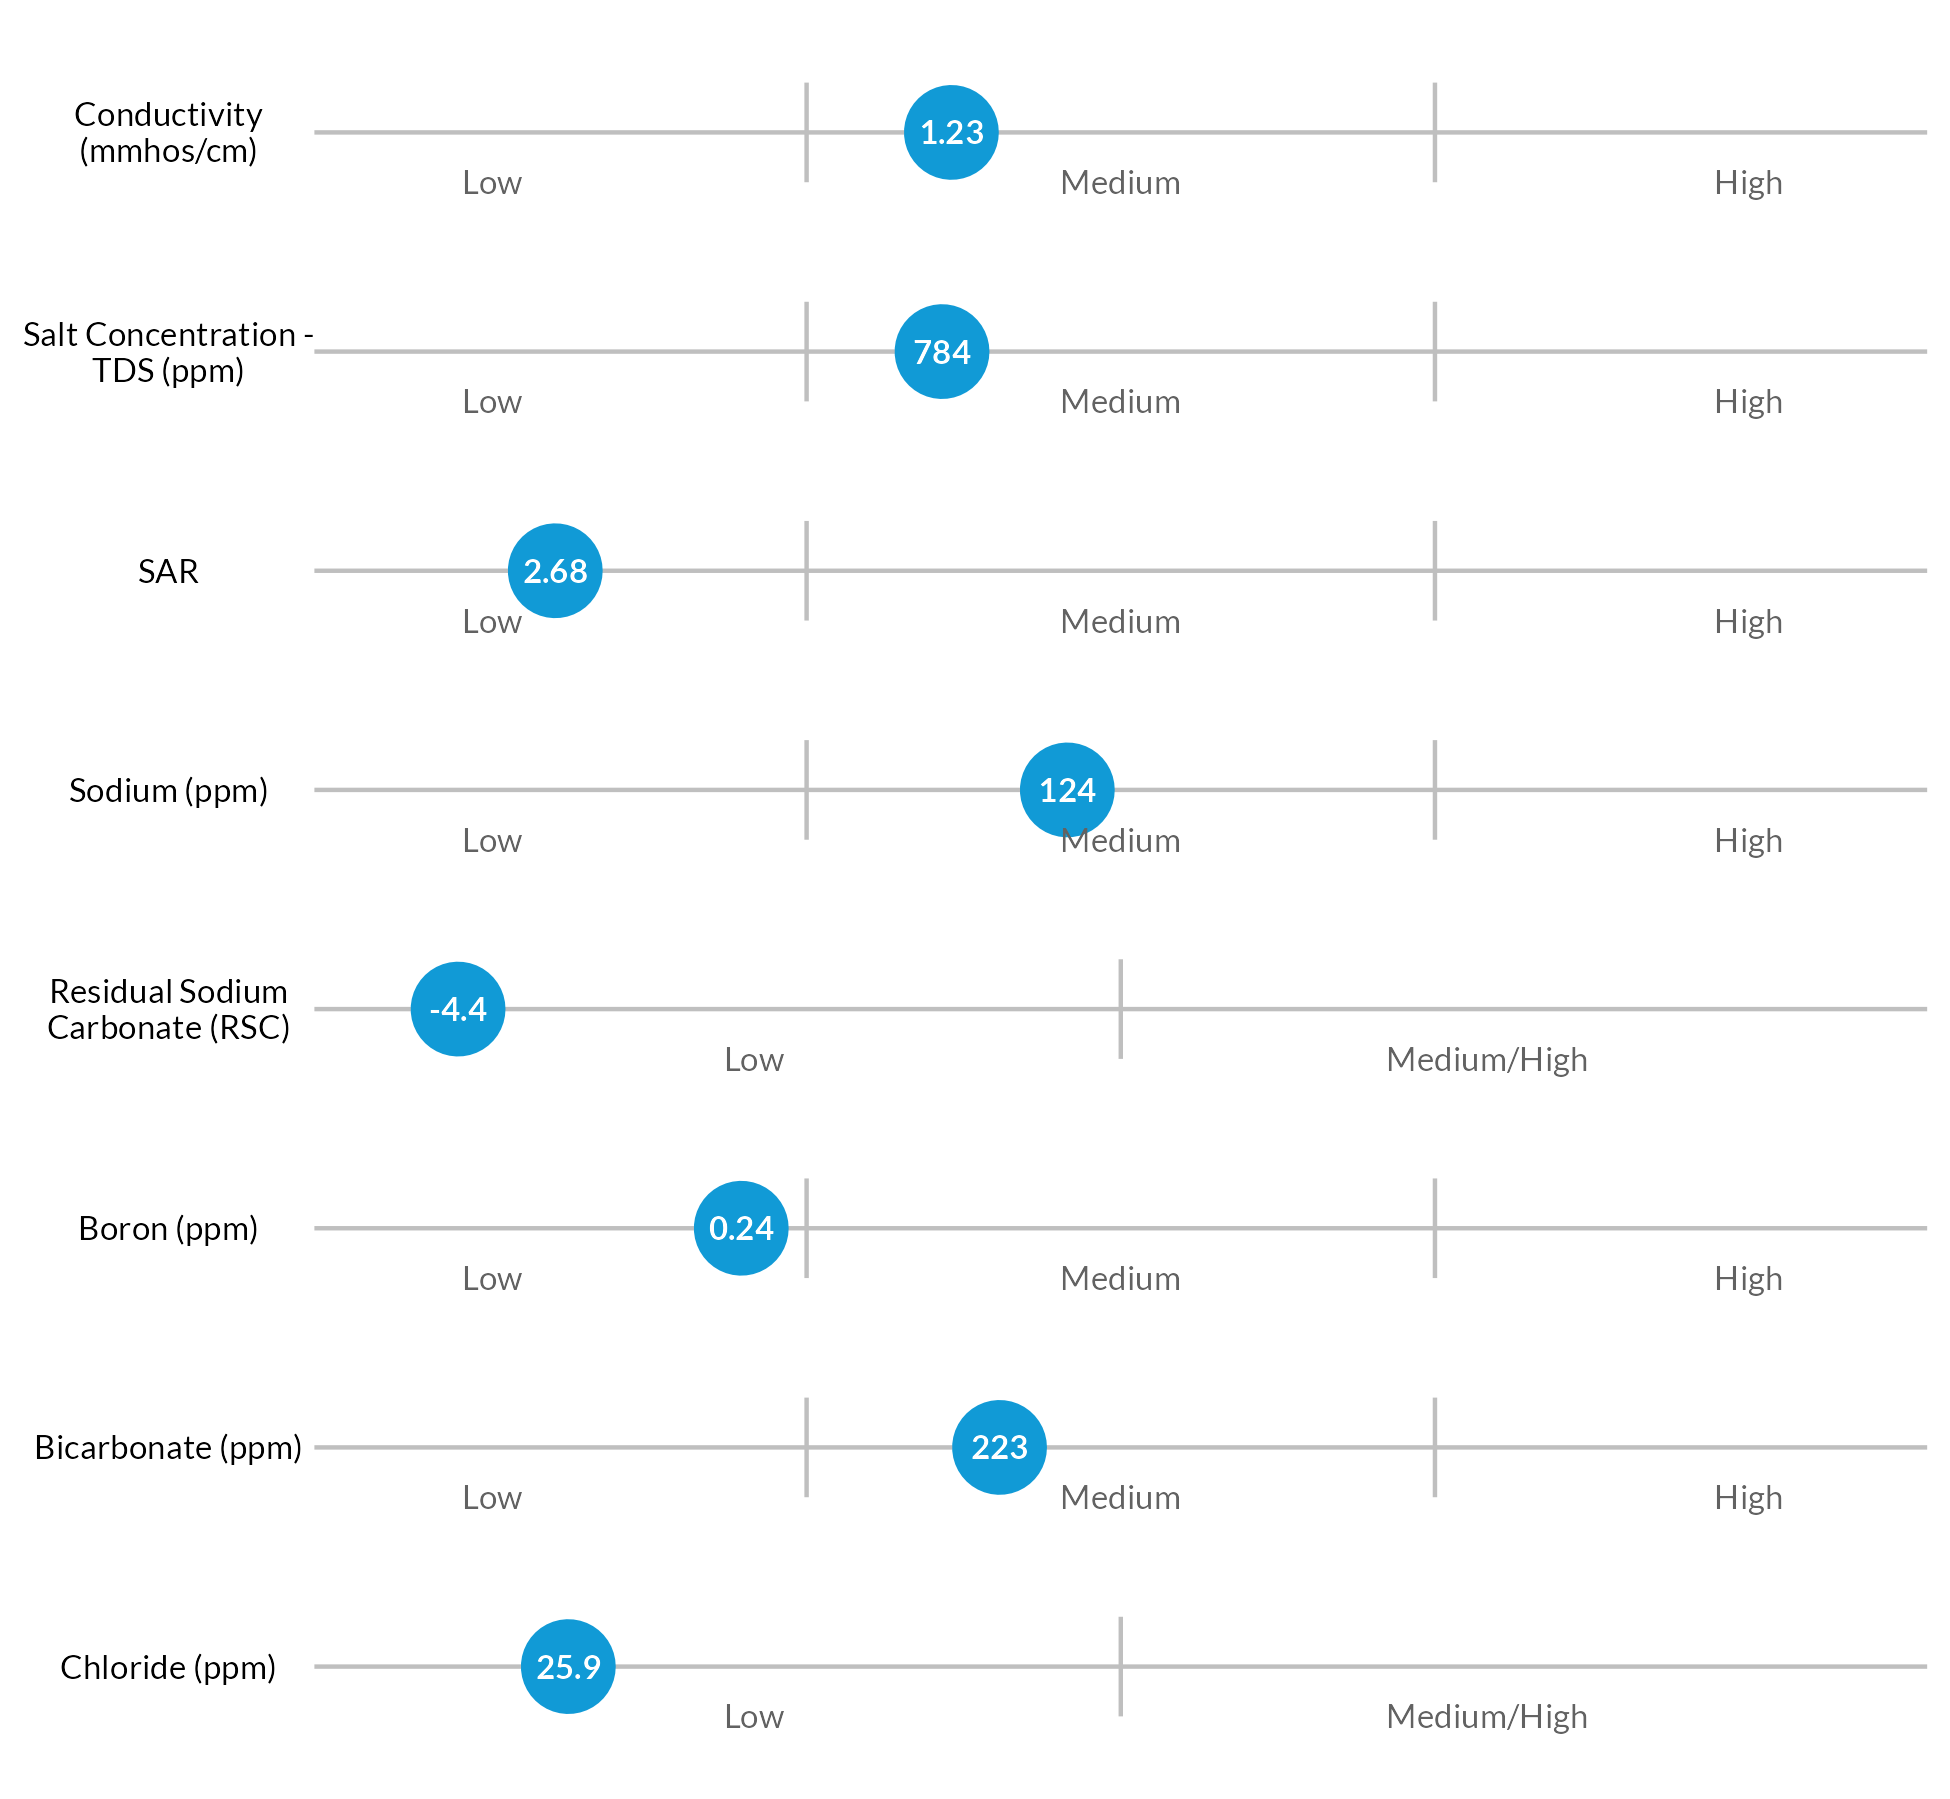 Conductivity
(mmhos/cm)
1.23
Low
Medium
High
Salt Concentration -
TDS (ppm)
784
Low
Medium
High
SAR
2.68
Low
Medium
High
Sodium (ppm)
124
Low
Medium
High
Residual Sodium
Carbonate (RSC)
-4.4
Low
Medium/High
Boron (ppm)
0.24
Low
Medium
High
Bicarbonate (ppm)
223
Low
Medium
High
Chloride (ppm)
25.9
Low
Medium/High